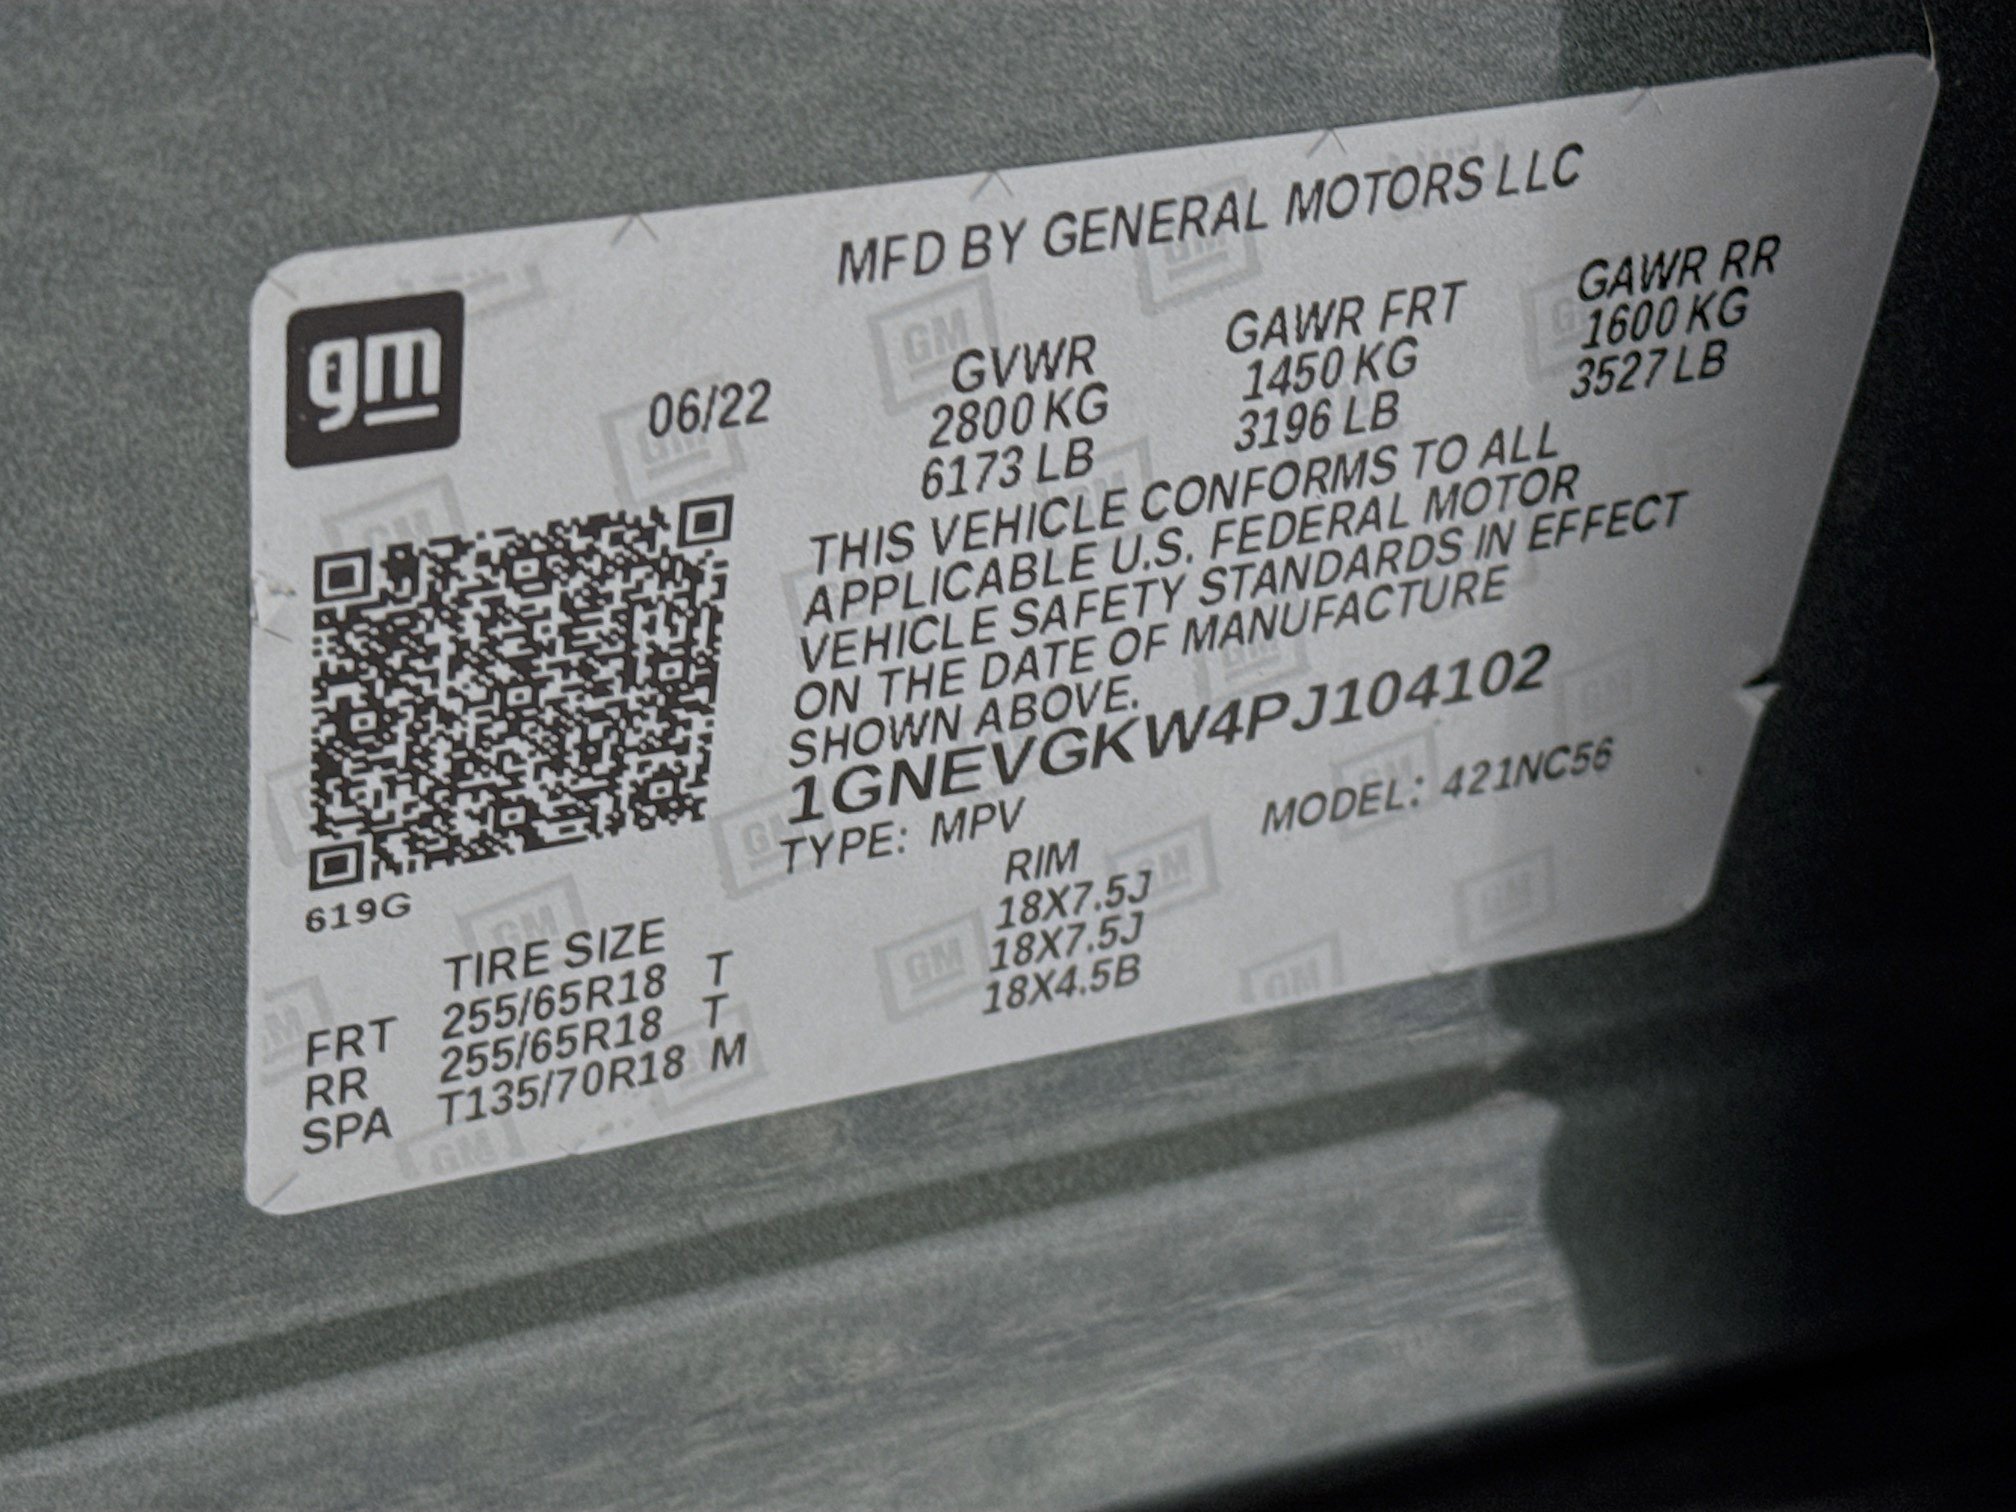 gm
MFD BY GENERAL MOTORS LLC
06/22
GVWR
2800 KG
6173 LB
GAWR FRT
1450 KG
3196 LB
GAWR RR
1600 KG
3527 LB
THIS VEHICLE CONFORMS TO ALL
APPLICABLE U.S. FEDERAL MOTOR
VEHICLE SAFETY STANDARDS IN EFFECT
ON THE DATE OF MANUFACTURE
SHOWN ABOVE.
1GNEVGKW4PJ104102
TYPE: MPV
MODEL: 421NC56
619G
TIRE SIZE
RIM
FRT 255/65R18 T 18X7.5J
RR 255/65R18 T 18X7.5J
SPA T135/70R18 M 18X4.5B